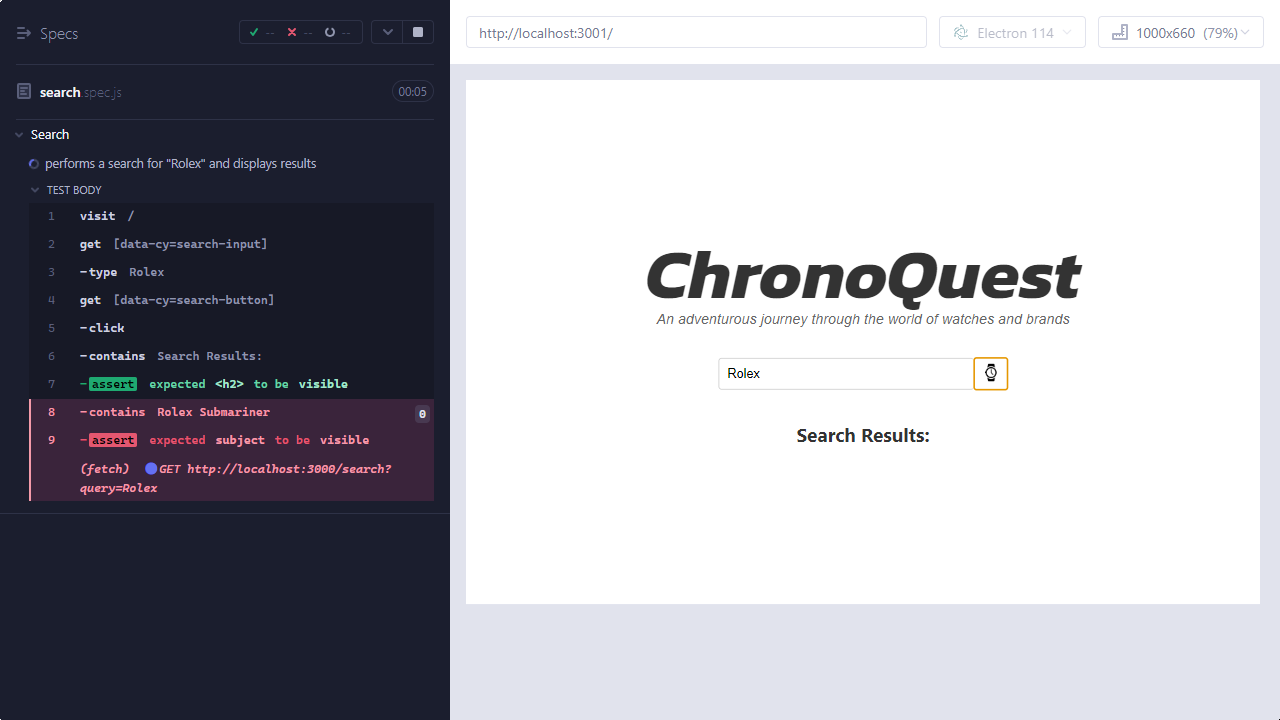 Specs
-- -- --
search.spec.js 00:05
Search
performs a search for "Rolex" and displays results
TEST BODY
1 visit /
2 get [data-cy=search-input]
3 -type Rolex
4 get [data-cy=search-button]
5 -click
6 -contains Search Results:
7 -assert expected <h2> to be visible
8 -contains Rolex Submariner 0
9 -assert expected subject to be visible
(fetch) GET http://localhost:3000/search?
query=Rolex
http://localhost:3001/
Electron 114
1000x660 (79%)
ChronoQuest
An adventurous journey through the world of watches and brands
Rolex
Search Results: